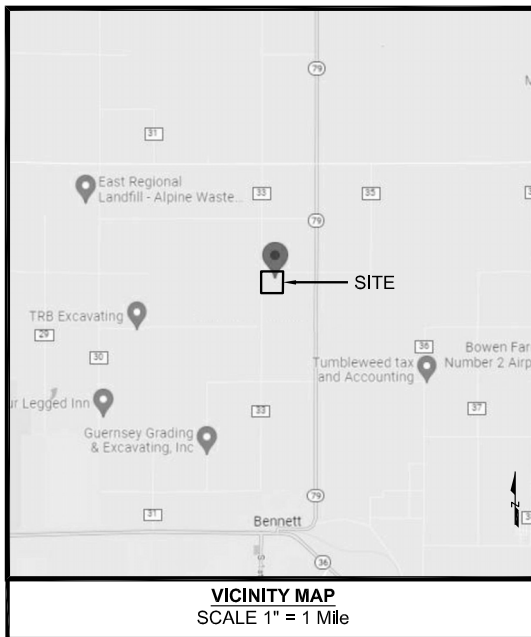 79
31
East Regional
Landfill - Alpine Waste...
33
35
79
SITE
TRB Excavating
29
30
36
Tumbleweed tax
and Accounting
Bowen Far
Number 2 Airp
ur Legged Inn
33
37
Guernsey Grading
& Excavating, Inc
79
31
Bennett
36
N
VICINITY MAP
SCALE 1" = 1 Mile